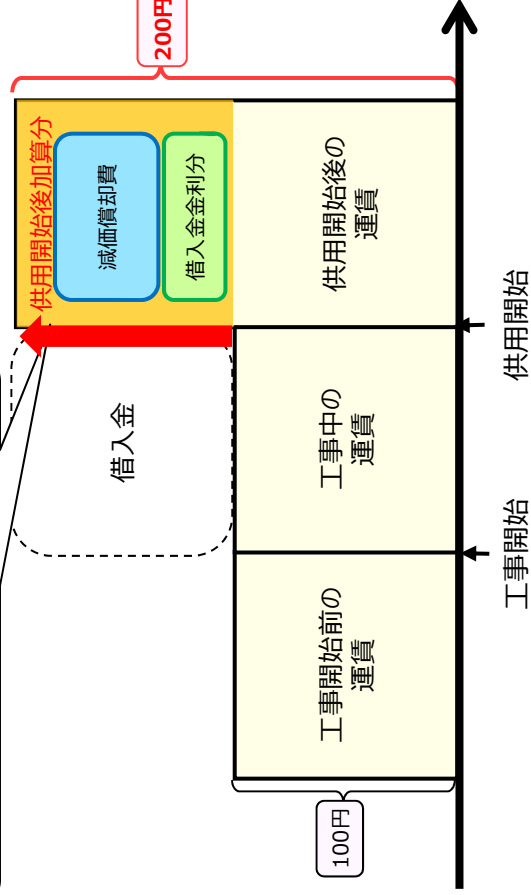 200円
供用開始後加算分
減価償却費
借入金金利分
借入金
供用開始後の
運賃
工事中の
運賃
工事開始前の
運賃
100円
供用開始
工事開始